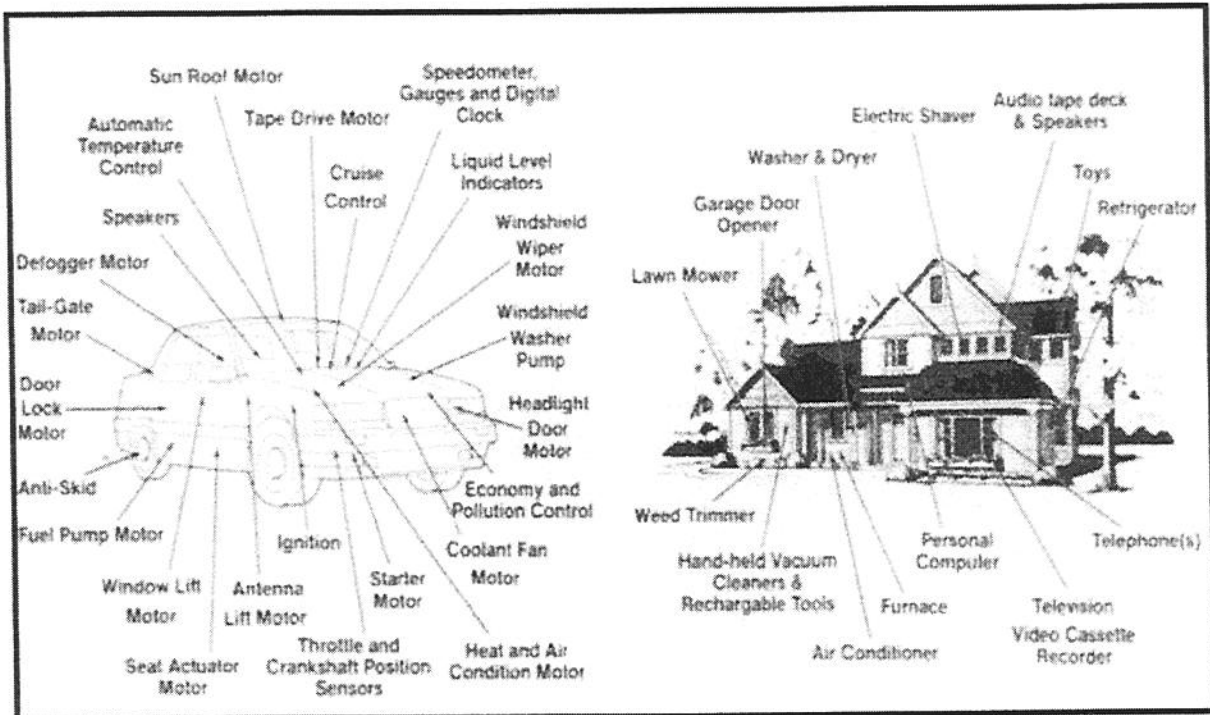 Sun Roof Motor
Automatic
Temperature
Control
Speakers
Defogger Motor
Tail-Gate
Motor
Door
Lock
Motor
Anti-Skid
Fuel Pump Motor
Window Lift
Motor
Seat Actuator
Motor
Antenna
Lift Motor
Ignition
Throttle and
Crankshaft Position
Sensors
Starter
Motor
Heat and Air
Condition Motor
Coolant Fan
Motor
Economy and
Pollution Control
Headlight
Door
Motor
Windshield
Washer
Pump
Windshield
Wiper
Motor
Liquid Level
Indicators
Speedometer,
Gauges and Digital
Clock
Cruise
Control
Tape Drive Motor
Lawn Mower
Garage Door
Opener
Washer & Dryer
Electric Shaver
Audio tape deck
& Speakers
Toys
Refrigerator
Telephone(s)
Television
Video Cassette
Recorder
Personal
Computer
Furnace
Air Conditioner
Hand-held Vacuum
Cleaners &
Rechargable Tools
Weed Trimmer